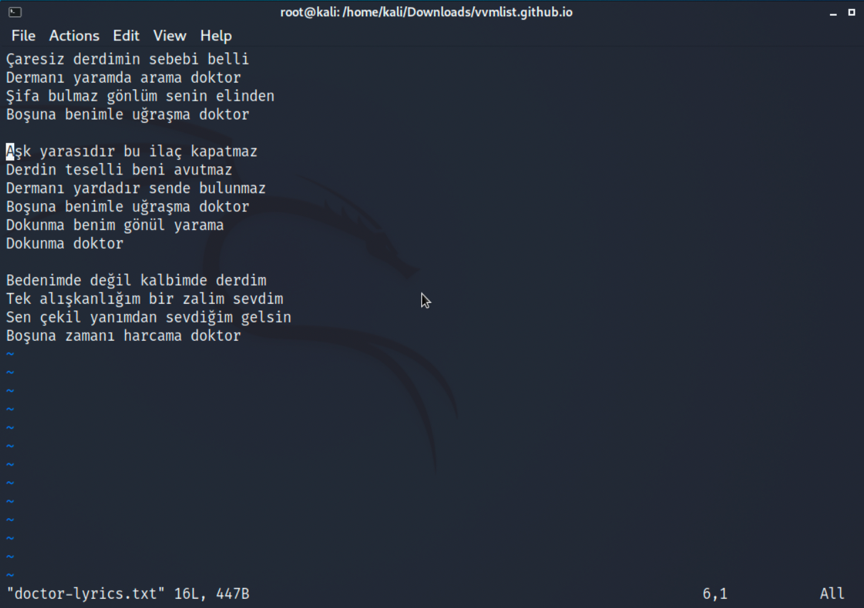 root@kali: /home/kali/Downloads/vvmlist.github.io
File Actions Edit View Help
Çaresiz derdimin sebebi belli
Dermanı yaramda arama doktor
Şifa bulmaz gönlüm senin elinden
Boşuna benimle uğraşma doktor

Aşk yarasıdır bu ilaç kapatmaz
Derdin teselli beni avutmaz
Dermanı yardadır sende bulunmaz
Boşuna benimle uğraşma doktor
Dokunma benim gönül yarama
Dokunma doktor

Bedenimde değil kalbimde derdim
Tek alışkanlığım bir zalim sevdim
Sen çekil yanımdan sevdiğim gelsin
Boşuna zamanı harcama doktor
~
~
~
~
~
~
~
~
~
~
~
~
~
"doctor-lyrics.txt" 16L, 447B 6,1 All